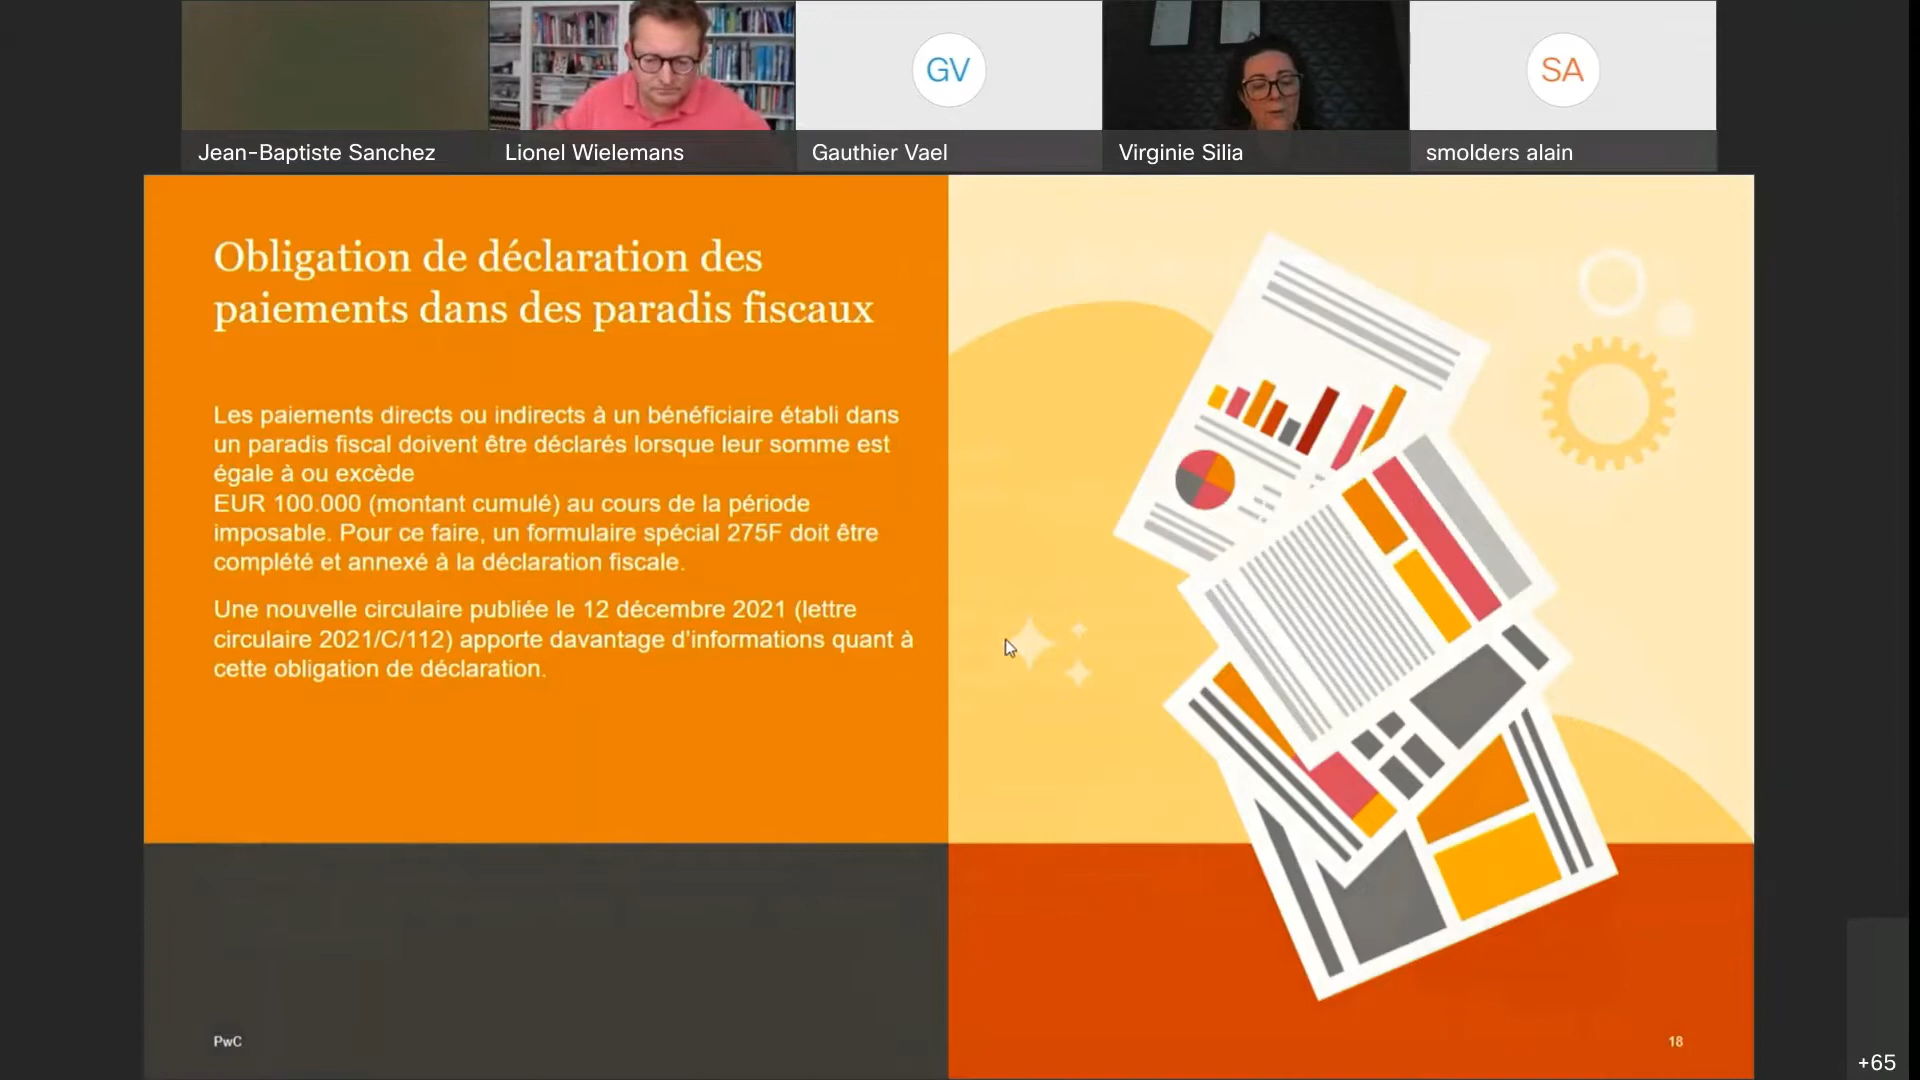 GV
SA
Jean-Baptiste Sanchez
Lionel Wielemans
Gauthier Vael
Virginie Silia
smolders alain
Obligation de déclaration des
paiements dans des paradis fiscaux
Les paiements directs ou indirects à un bénéficiaire établi dans
un paradis fiscal doivent être déclarés lorsque leur somme est
égale à ou excède
EUR 100.000 (montant cumulé) au cours de la période
imposable. Pour ce faire, un formulaire spécial 275F doit être
complété et annexé à la déclaration fiscale.
Une nouvelle circulaire publiée le 12 décembre 2021 (lettre
circulaire 2021/C/112) apporte davantage d'informations quant à
cette obligation de déclaration.
PwC
18
+65